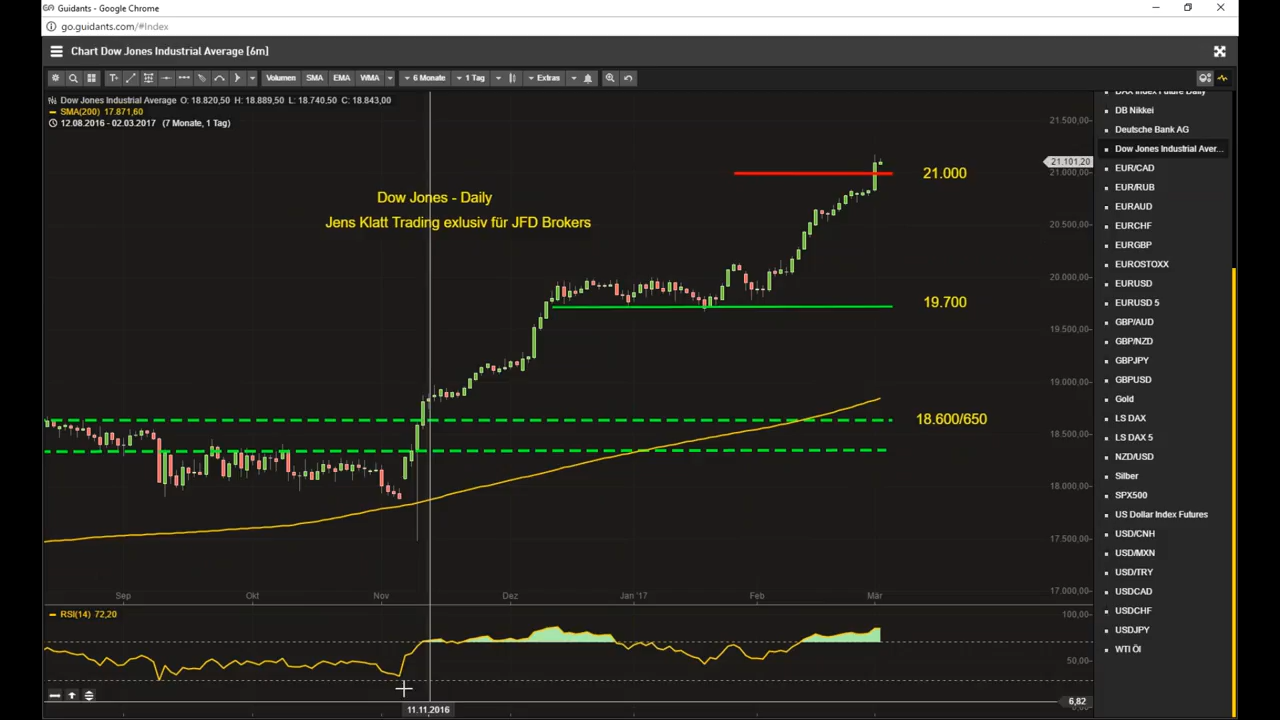 Guidants - Google Chrome
go.guidants.com/#Index
Chart Dow Jones Industrial Average [6m]
Volumen SMA EMA WMA 6 Monate 1 Tag Extras
Dow Jones Industrial Average O: 18.820,50 H: 18.889,50 L: 18.740,50 C: 18.843,00
SMA(200) 17.871,60
12.08.2016 - 02.03.2017 (7 Monate, 1 Tag)
Dow Jones - Daily
Jens Klatt Trading exlusiv für JFD Brokers
21.000
19.700
18.600/650
21.500,00
21.101,20
21.000,00
20.500,00
20.000,00
19.500,00
19.000,00
18.500,00
18.000,00
17.500,00
17.000,00
Sep Okt Nov Dez Jan '17 Feb Mär
RSI(14) 72,20
100,00
50,00
6,82
11.11.2016
DAX Index Future Daily
DB Nikkei
Deutsche Bank AG
Dow Jones Industrial Aver...
EUR/CAD
EUR/RUB
EURAUD
EURCHF
EURGBP
EUROSTOXX
EURUSD
EURUSD 5
GBP/AUD
GBP/NZD
GBPJPY
GBPUSD
Gold
LS DAX
LS DAX 5
NZD/USD
Silber
SPX500
US Dollar Index Futures
USD/CNH
USD/MXN
USD/TRY
USDCAD
USDCHF
USDJPY
WTI Öl